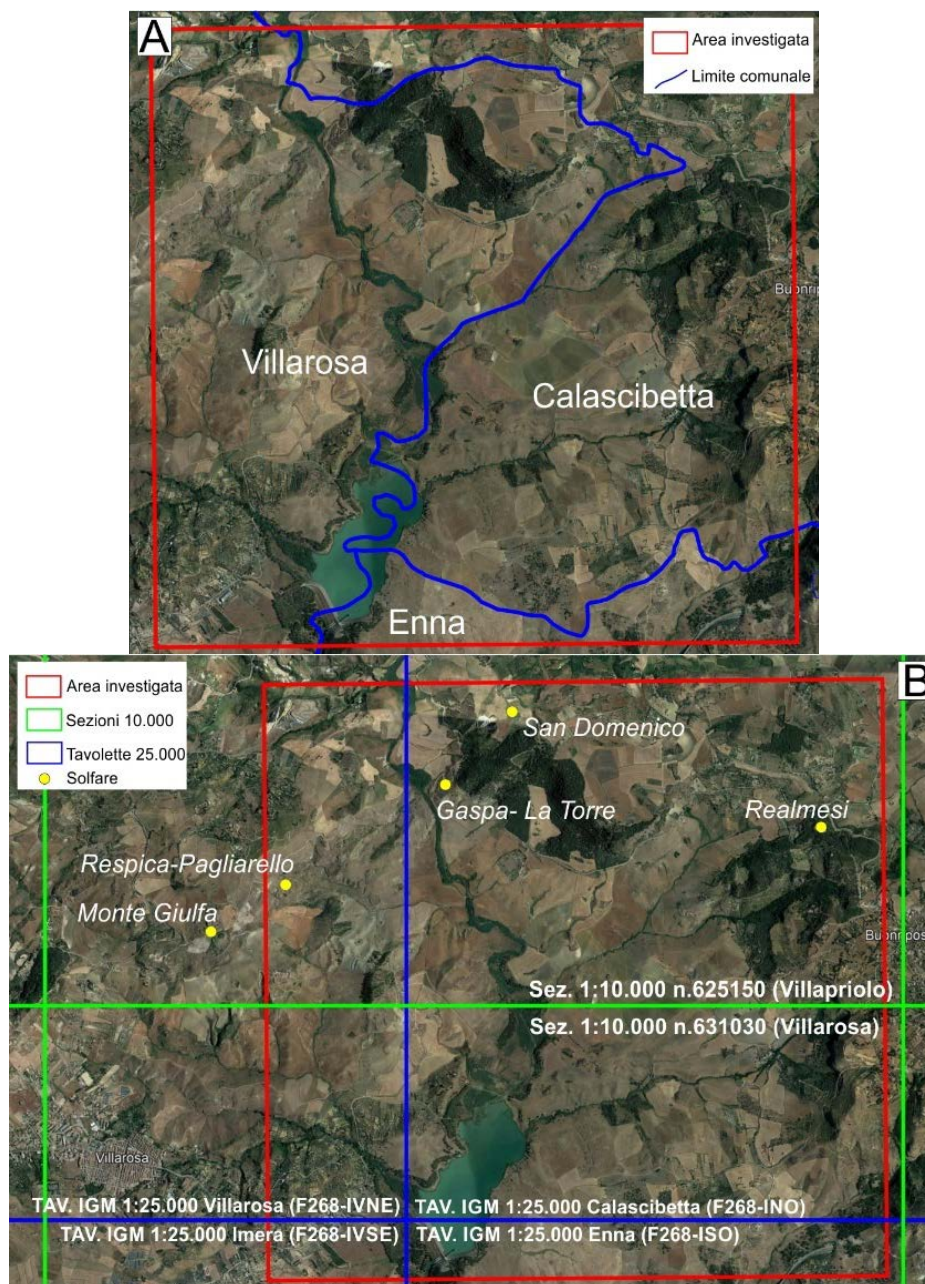 A
Area investigata
Limite comunale
Buonri
Villarosa
Calascibetta
Enna
B
Area investigata
Sezioni 10.000
Tavolette 25.000
Solfare
San Domenico
Gaspa- La Torre
Realmesi
Respica-Pagliarello
Monte Giulfa
Buonripos
Sez. 1:10.000 n.625150 (Villapriolo)
Sez. 1:10.000 n.631030 (Villarosa)
Villarosa
TAV. IGM 1:25.000 Villarosa (F268-IVNE)
TAV. IGM 1:25.000 Calascibetta (F268-INO)
TAV. IGM 1:25.000 Imera (F268-IVSE)
TAV. IGM 1:25.000 Enna (F268-ISO)